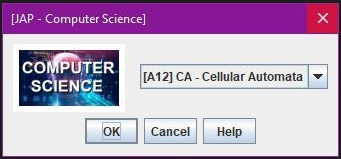 [JAP - Computer Science]
COMPUTER
SCIENCE
[A12] CA - Cellular Automata
OK Cancel Help